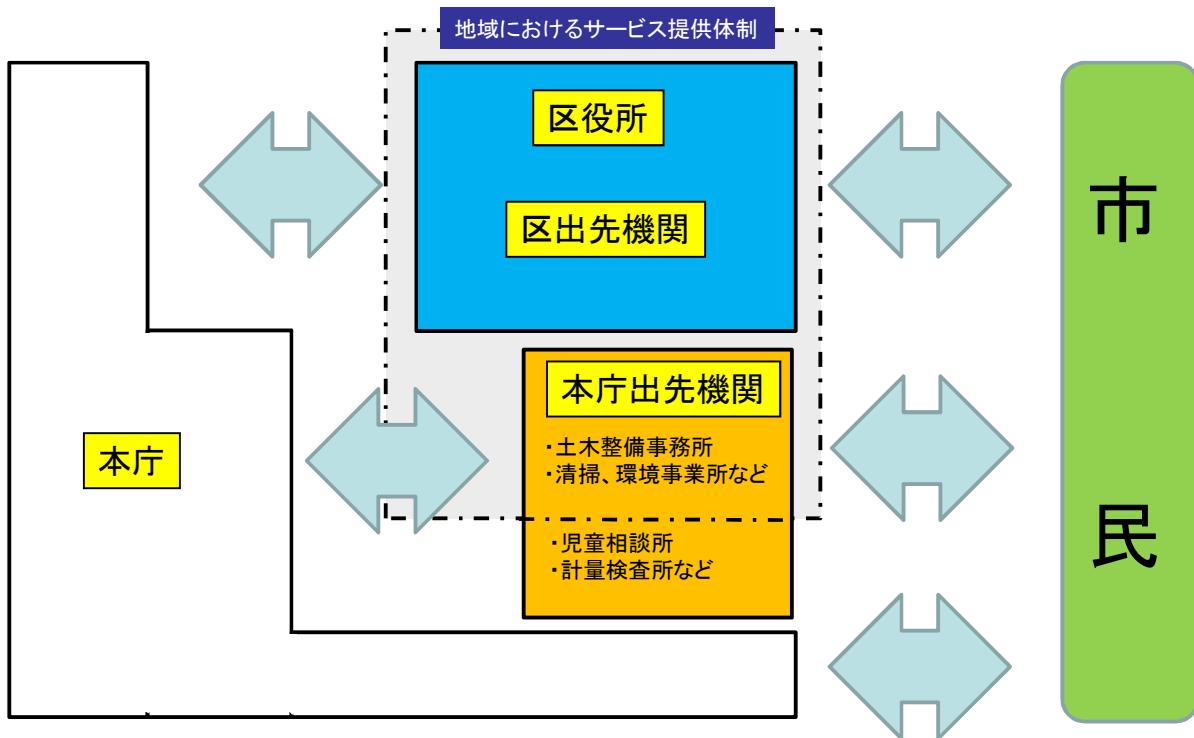 地域におけるサービス提供体制
区役所
区出先機関
本庁出先機関
・土木整備事務所
・清掃、環境事業所など
・児童相談所
・計量検査所など
本庁
市
民